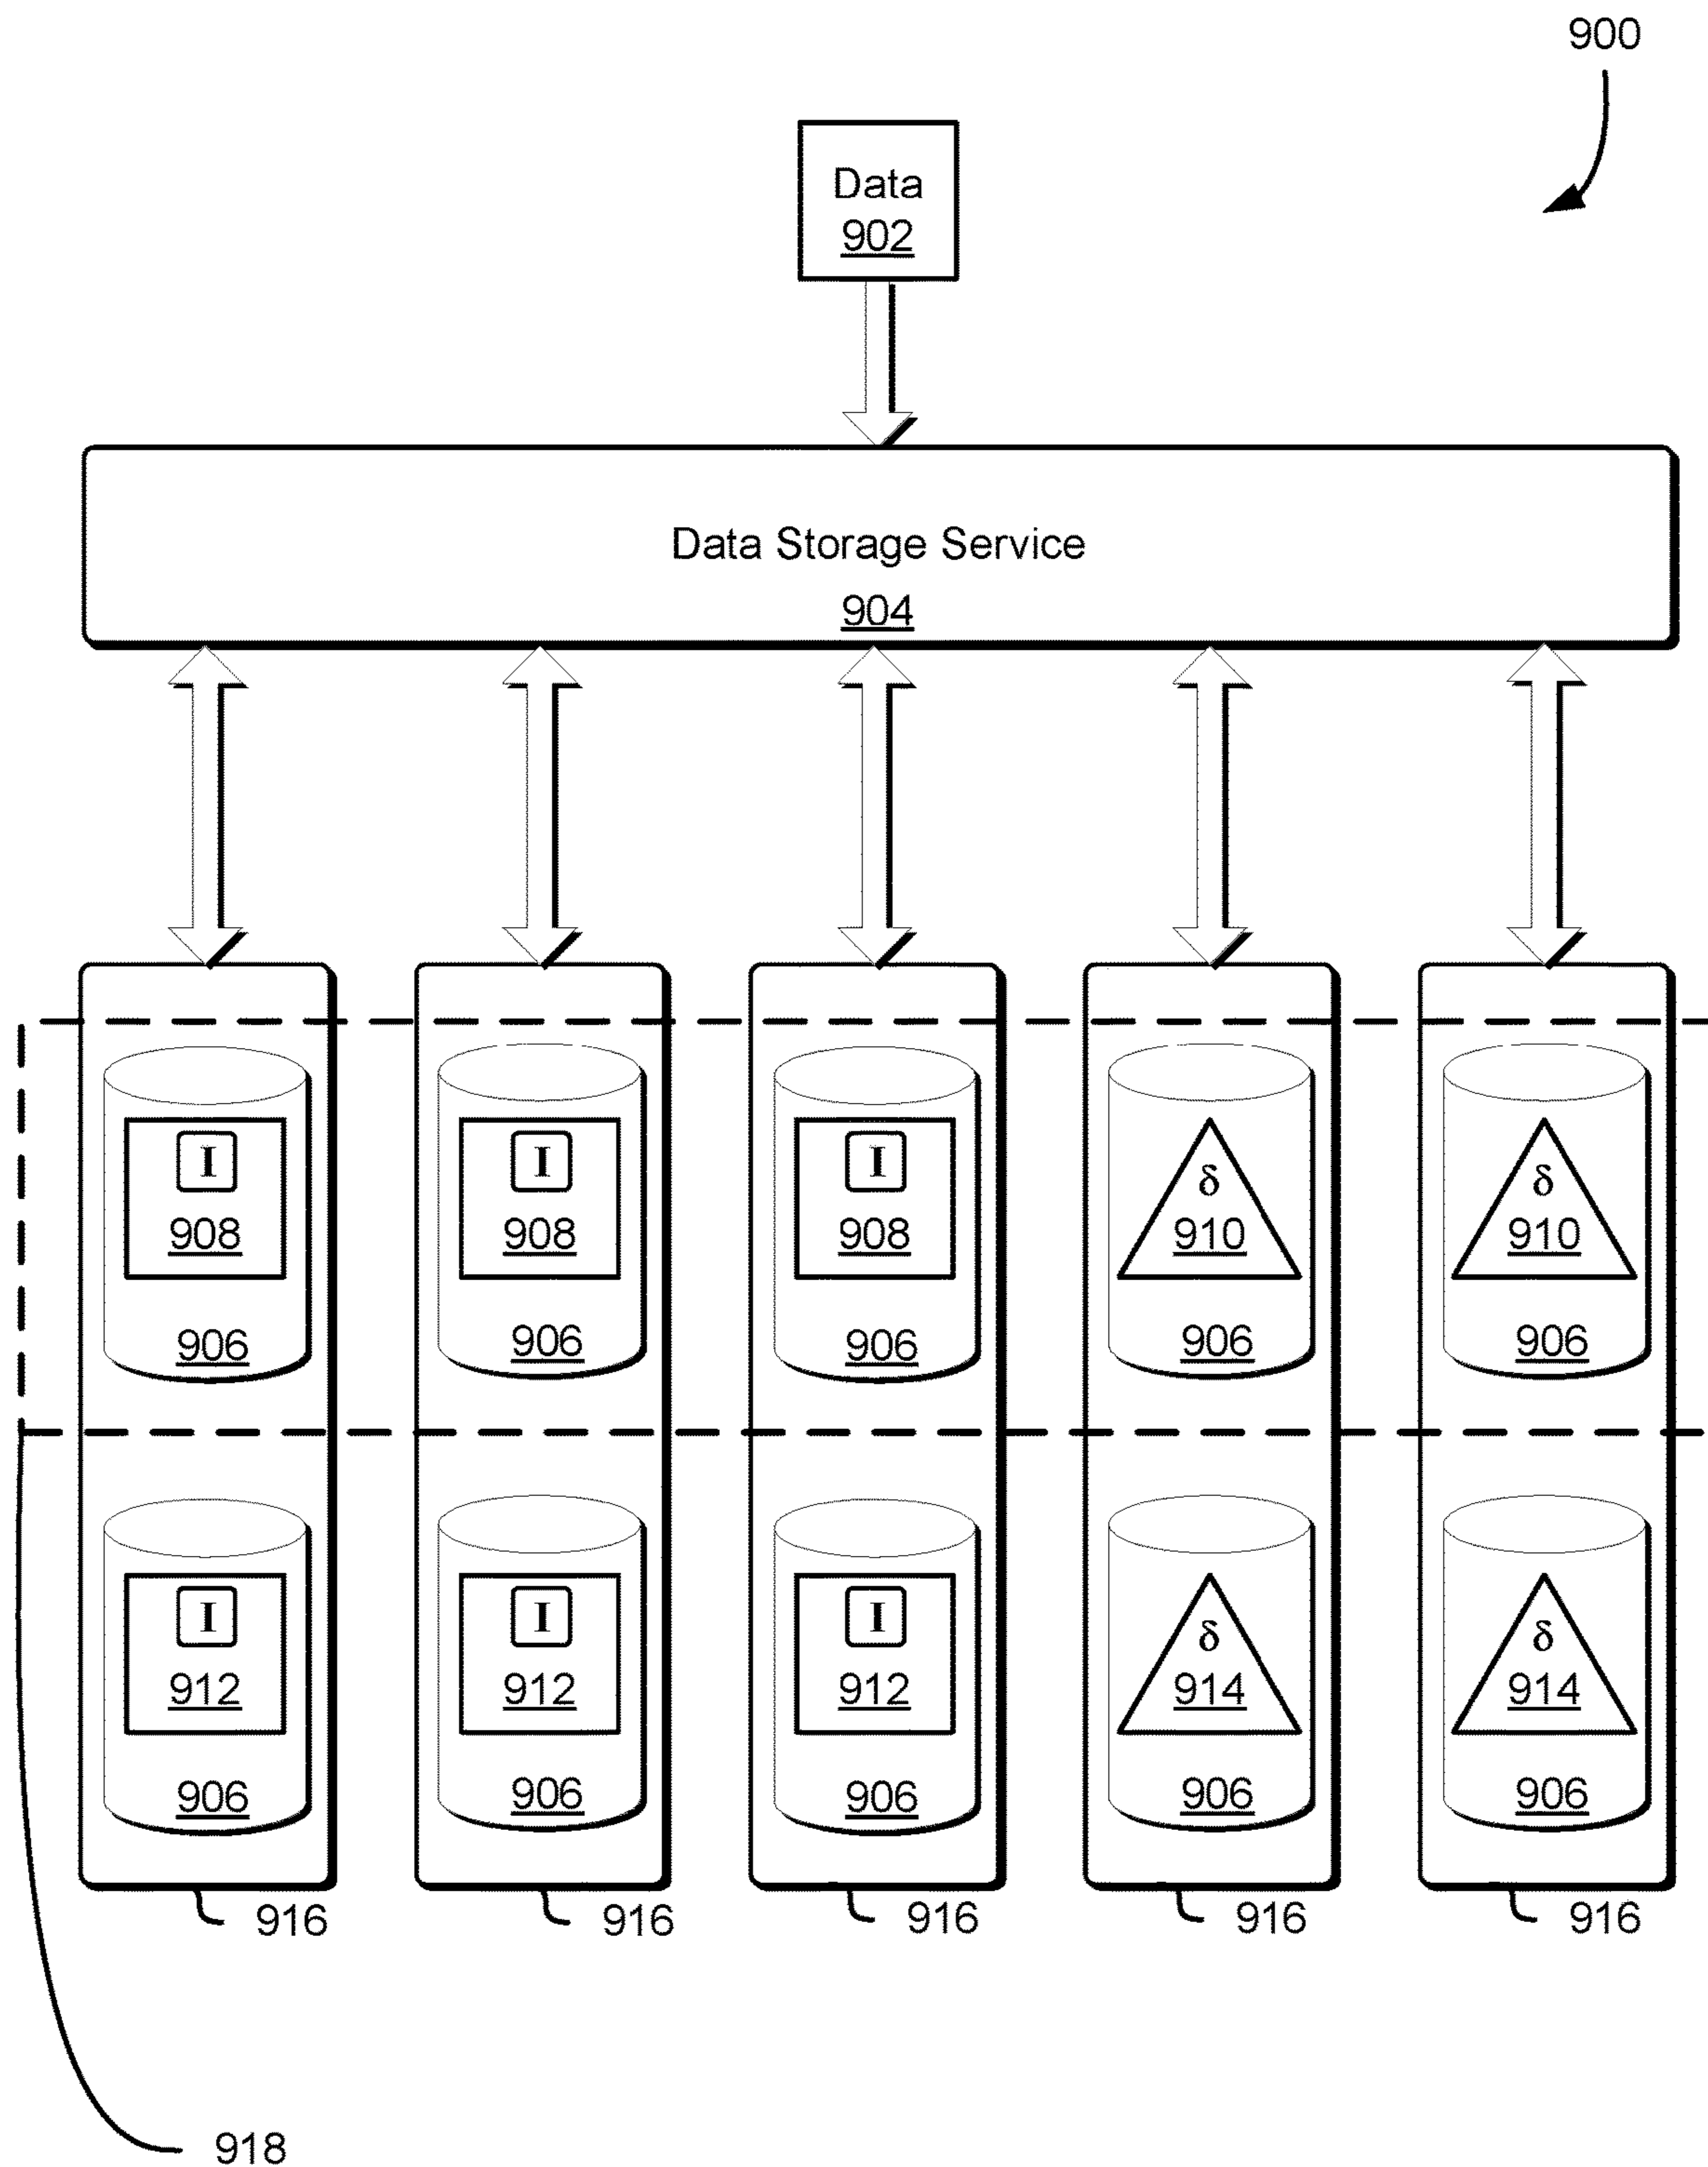 900
Data
902
Data Storage Service
904
I I I δ δ
908 908 908 910 910
906 906 906 906 906
I I I δ δ
912 912 912 914 914
906 906 906 906 906
916 916 916 916 916
918